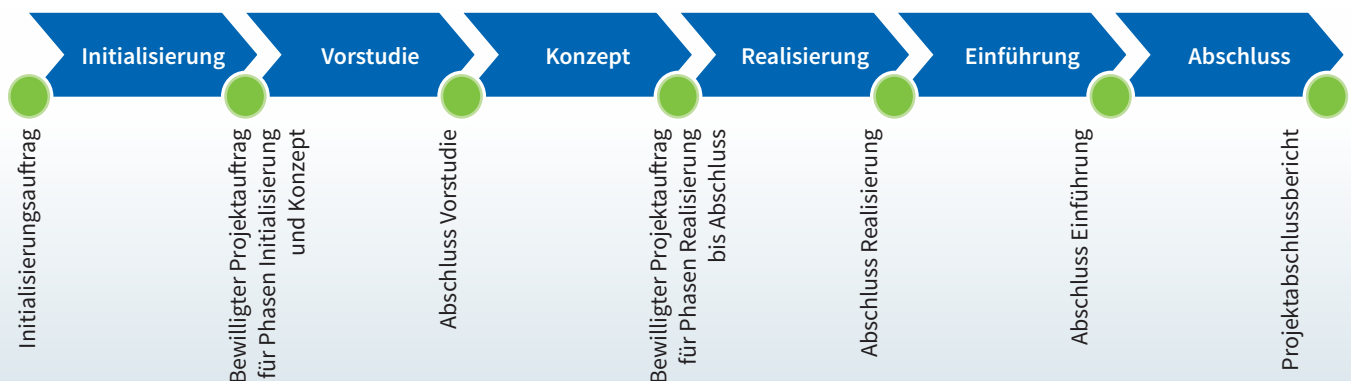 Initialisierung
Vorstudie
Konzept
Realisierung
Einführung
Abschluss
Initialisierungsauftrag
Bewilligter Projektauftrag
für Phasen Initialisierung
und Konzept
Abschluss Vorstudie
Bewilligter Projektauftrag
für Phasen Realisierung
bis Abschluss
Abschluss Realisierung
Abschluss Einführung
Projektabschlussbericht